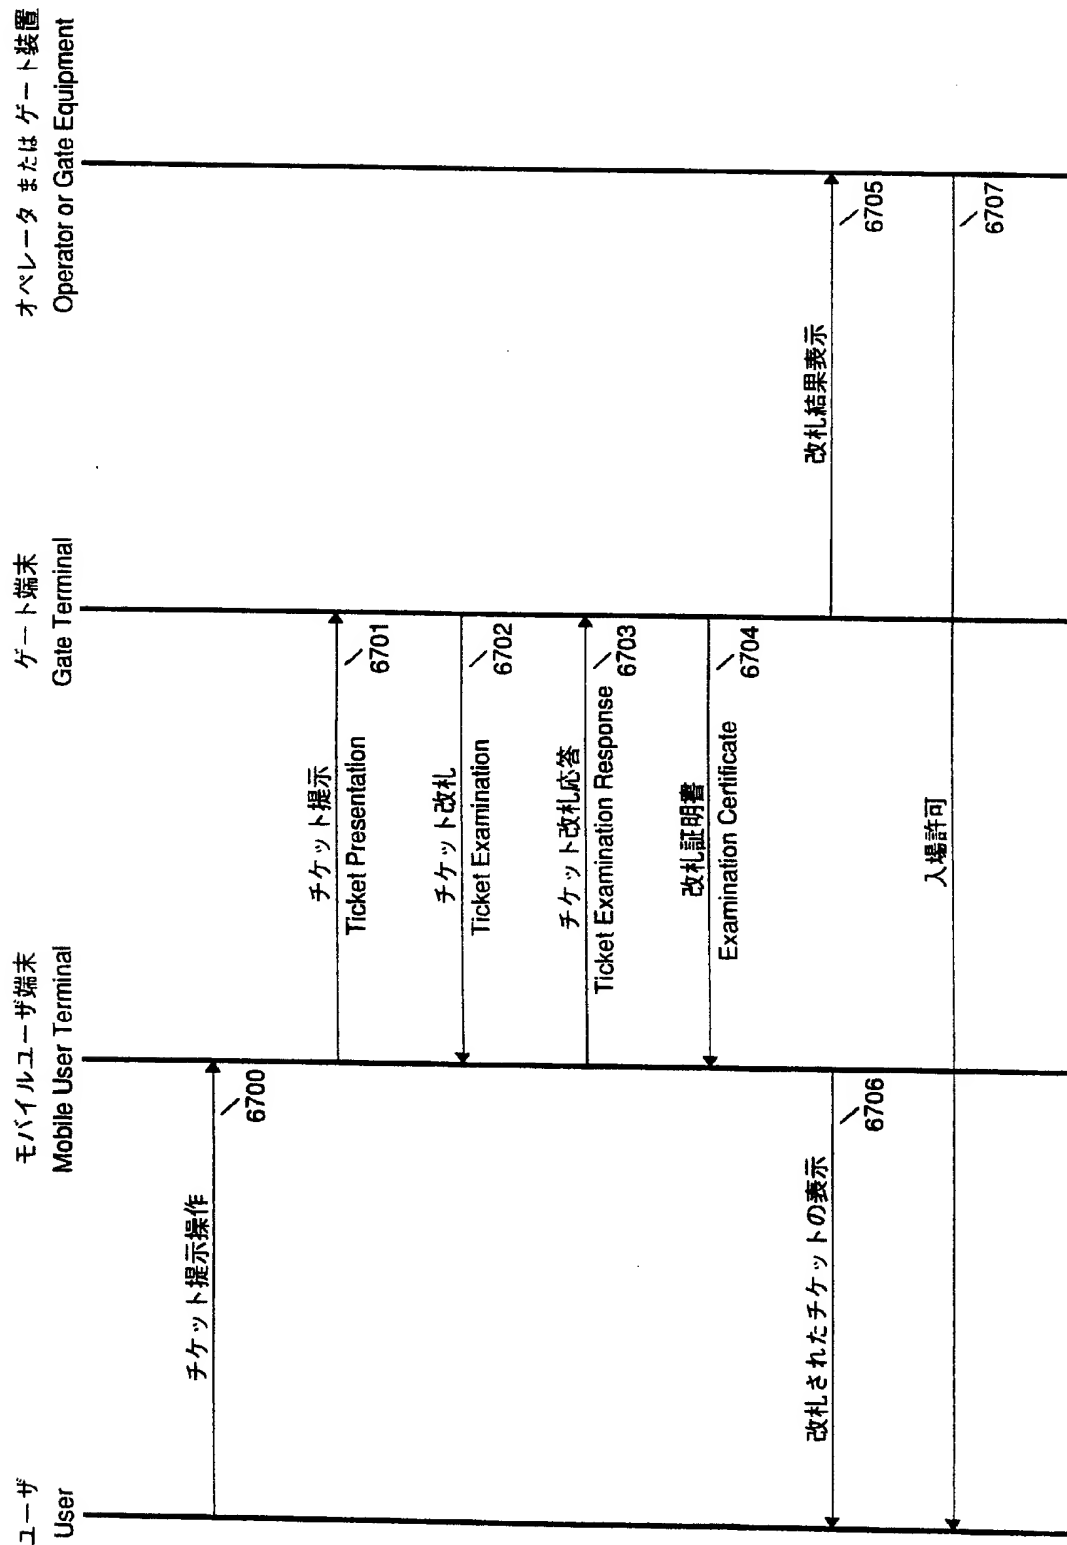 ユーザ
User
モバイルユーザ端末
Mobile User Terminal
ゲート端末
Gate Terminal
オペレータ または ゲート装置
Operator or Gate Equipment
チケット提示操作
6700
チケット提示
Ticket Presentation
6701
チケット改札
Ticket Examination
6702
チケット改札応答
Ticket Examination Response
6703
改札証明書
Examination Certificate
6704
改札されたチケットの表示
6706
改札結果表示
6705
入場許可
6707